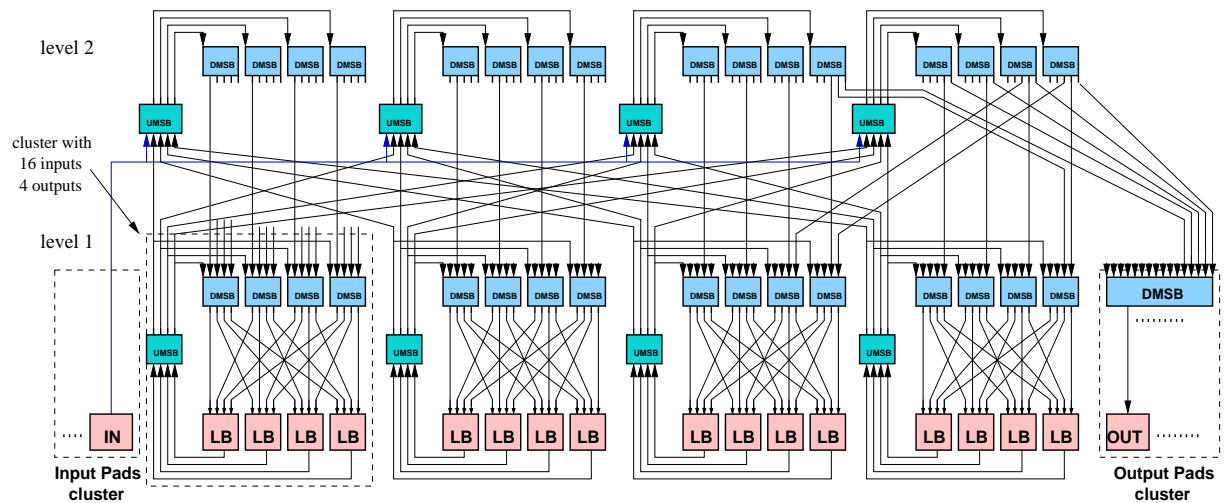 level 2
DMSB DMSB DMSB DMSB DMSB DMSB DMSB DMSB DMSB DMSB DMSB DMSB DMSB DMSB DMSB DMSB
UMSB UMSB UMSB UMSB
cluster with
16 inputs
4 outputs
level 1
DMSB DMSB DMSB DMSB DMSB DMSB DMSB DMSB DMSB DMSB DMSB DMSB DMSB DMSB DMSB DMSB DMSB
UMSB UMSB UMSB UMSB
IN LB LB LB LB LB LB LB LB LB LB LB LB LB LB LB LB OUT
Input Pads
cluster
Output Pads
cluster